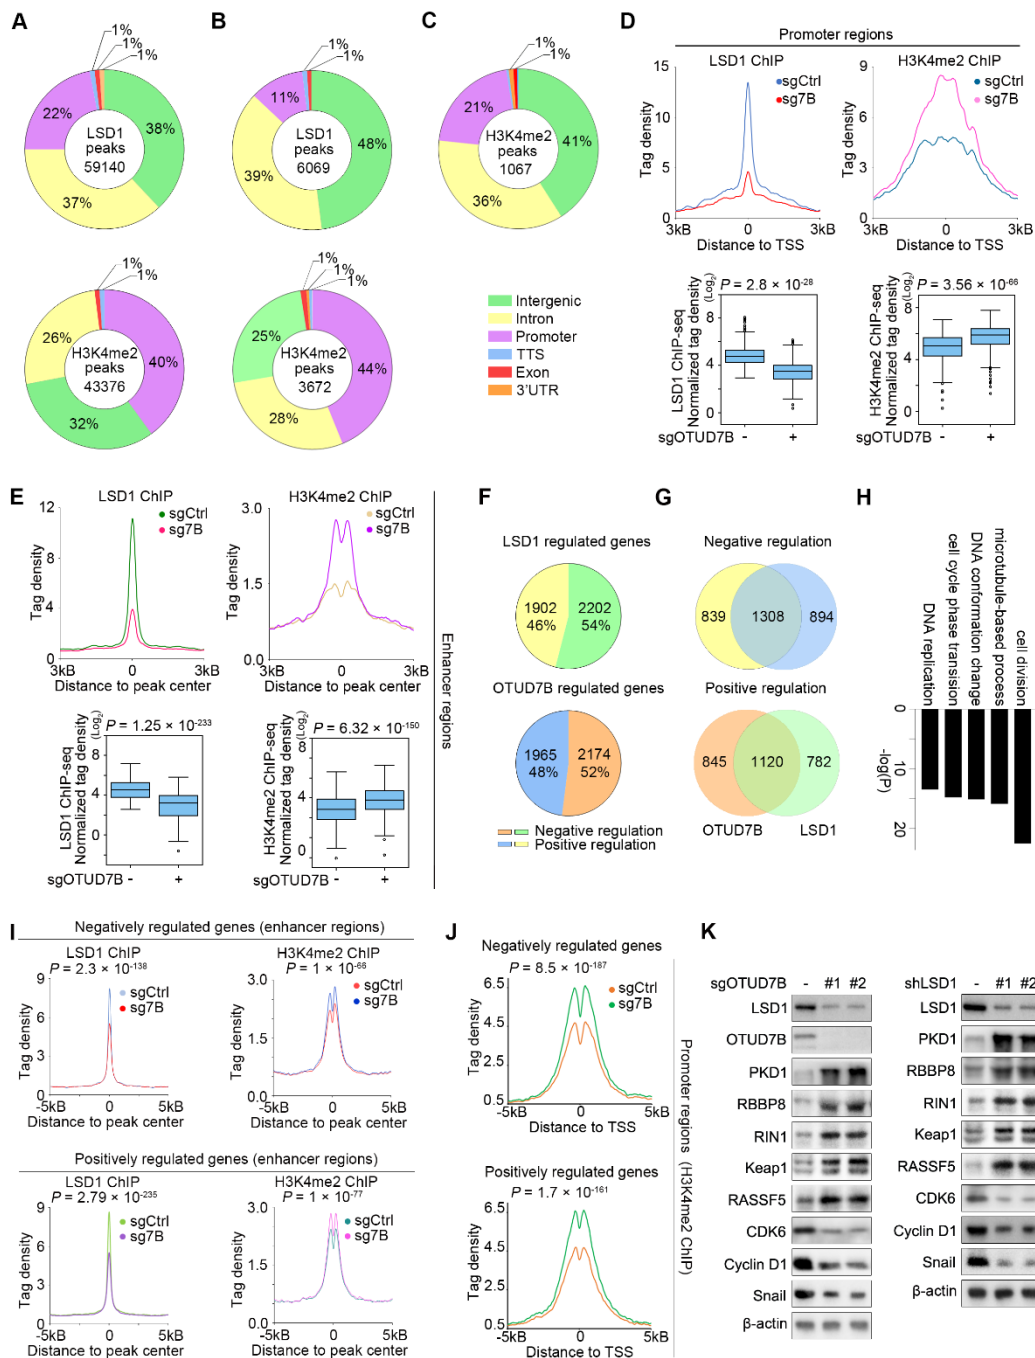 A
1%
1%
1%
22%
38%
LSD1
peaks
59140
37%
1%
1%
26%
40%
H3K4me2
peaks
43376
32%
B
1%
1%
11%
48%
LSD1
peaks
6069
39%
1%
1%
1%
25%
44%
H3K4me2
peaks
3672
28%
C
1%
1%
21%
41%
H3K4me2
peaks
1067
36%
Intergenic
Intron
Promoter
TTS
Exon
3'UTR
D
Promoter regions
LSD1 ChIP
sgCtrl
sg7B
Tag density
15
10
5
0
3kB
0
3kB
Distance to TSS
H3K4me2 ChIP
sgCtrl
sg7B
Tag density
9
6
3
0
3kB
0
3kB
Distance to TSS
P = 2.8 × 10-28
LSD1 ChIP-seq
Normalized tag density
(Log2)
8
4
0
sgOTUD7B - +
P = 3.56 × 10-66
H3K4me2 ChIP-seq
Normalized tag density
(Log2)
8
4
0
- +
E
LSD1 ChIP
sgCtrl
sg7B
Tag density
12
8
4
0
3kB
0
3kB
Distance to peak center
H3K4me2 ChIP
sgCtrl
sg7B
Tag density
3.0
1.5
0.0
3kB
0
3kB
Distance to peak center
P = 1.25 × 10-233
LSD1 ChIP-seq
Normalized tag density
(Log2)
8
4
0
sgOTUD7B - +
P = 6.32 × 10-150
H3K4me2 ChIP-seq
Normalized tag density
(Log2)
8
4
0
sgOTUD7B - +
Enhancer regions
F
LSD1 regulated genes
1902
46%
2202
54%
OTUD7B regulated genes
1965
48%
2174
52%
Negative regulation
Positive regulation
G
Negative regulation
839
1308
894
Positive regulation
845
1120
782
OTUD7B
LSD1
H
DNA replication
cell cycle phase transision
DNA conformation change
microtubule-based process
cell division
0
10
20
-log(P)
I
Negatively regulated genes (enhancer regions)
LSD1 ChIP
P = 2.3 × 10-138
sgCtrl
sg7B
Tag density
9
6
3
0
-5kB
0
5kB
Distance to peak center
H3K4me2 ChIP
P = 1 × 10-66
sgCtrl
sg7B
Tag density
3.0
1.5
0.0
-5kB
0
5kB
Distance to peak center
Positively regulated genes (enhancer regions)
LSD1 ChIP
P = 2.79 × 10-235
sgCtrl
sg7B
Tag density
9
6
3
0
-5kB
0
5kB
Distance to peak center
H3K4me2 ChIP
P = 1 × 10-77
sgCtrl
sg7B
Tag density
3.0
1.5
0.0
-5kB
0
5kB
Distance to peak center
J
Negatively regulated genes
P = 8.5 × 10-187
sgCtrl
sg7B
Tag density
6.5
4.5
2.5
0.5
-5kB
0
5kB
Distance to TSS
Positively regulated genes
P = 1.7 × 10-161
sgCtrl
sg7B
Tag density
6.5
4.5
2.5
0.5
-5kB
0
5kB
Distance to TSS
Promoter regions (H3K4me2 ChIP)
K
sgOTUD7B - #1 #2
LSD1
OTUD7B
PKD1
RBBP8
RIN1
Keap1
RASSF5
CDK6
Cyclin D1
Snail
β-actin
shLSD1 - #1 #2
LSD1
PKD1
RBBP8
RIN1
Keap1
RASSF5
CDK6
Cyclin D1
Snail
β-actin